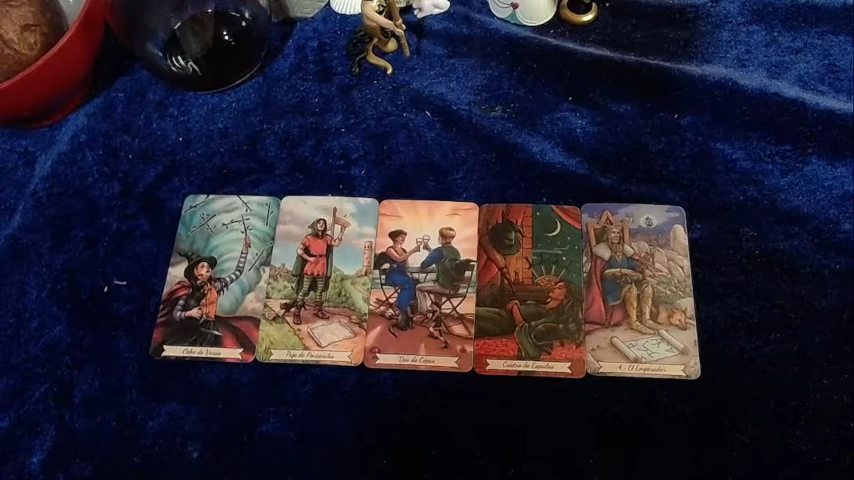 Ocho de Varas
Paje de Pentáculos
Dos de Copas
Cuatro de Espadas
4 - El Emperador